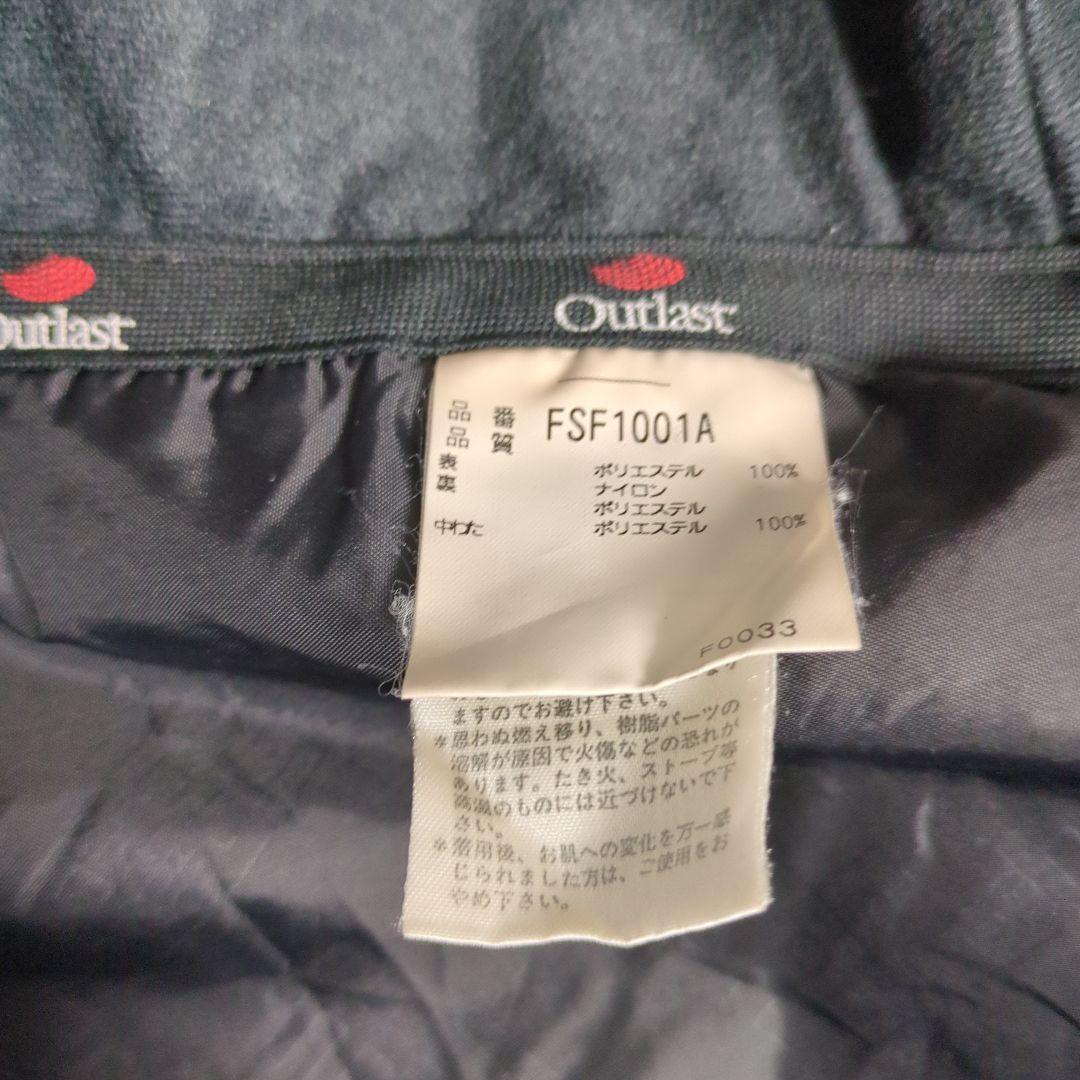 Outlast
Outlast
品番 FSF1001A
品質
表 ポリエステル 100%
裏 ナイロン
ポリエステル
中わた ポリエステル 100%
F0033
ますのでお避け下さい。
*思わぬ燃え移り、樹脂パーツの
溶解が原因で火傷などの恐れが
あります。たき火、ストーブ等
高温のものには近づけないで下
さい。
*着用後、お肌への変化を万一感
じられました方は、ご使用をお
やめ下さい。